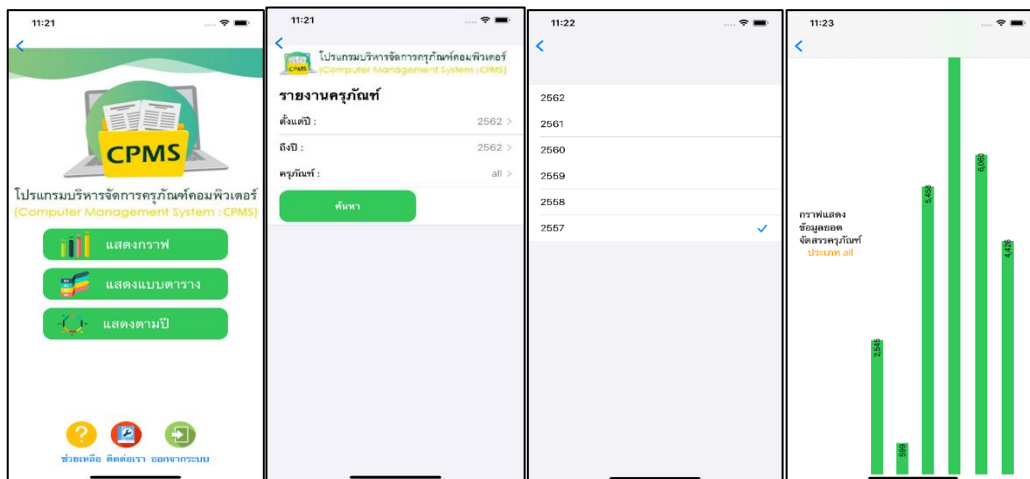 11:21
CPMS
โปรแกรมบริหารจัดการครุภัณฑ์คอมพิวเตอร์
(Computer Management System :CPMS)
แสดงกราฟ
แสดงแบบตาราง
แสดงตามปี
ช่วยเหลือ ติดต่อเรา ออกจากระบบ
11:21
CPMS
โปรแกรมบริหารจัดการครุภัณฑ์คอมพิวเตอร์
(Computer Management System :CPMS)
รายงานครุภัณฑ์
ตั้งแต่ปี : 2562 >
ถึงปี : 2562 >
ครุภัณฑ์ : all >
ค้นหา
11:22
2562
2561
2560
2559
2558
2557
11:23
กราฟแสดง
ข้อมูลยอด
จัดสรรครุภัณฑ์
ประเภท all
2,545
599
5,458
6,060
4,426